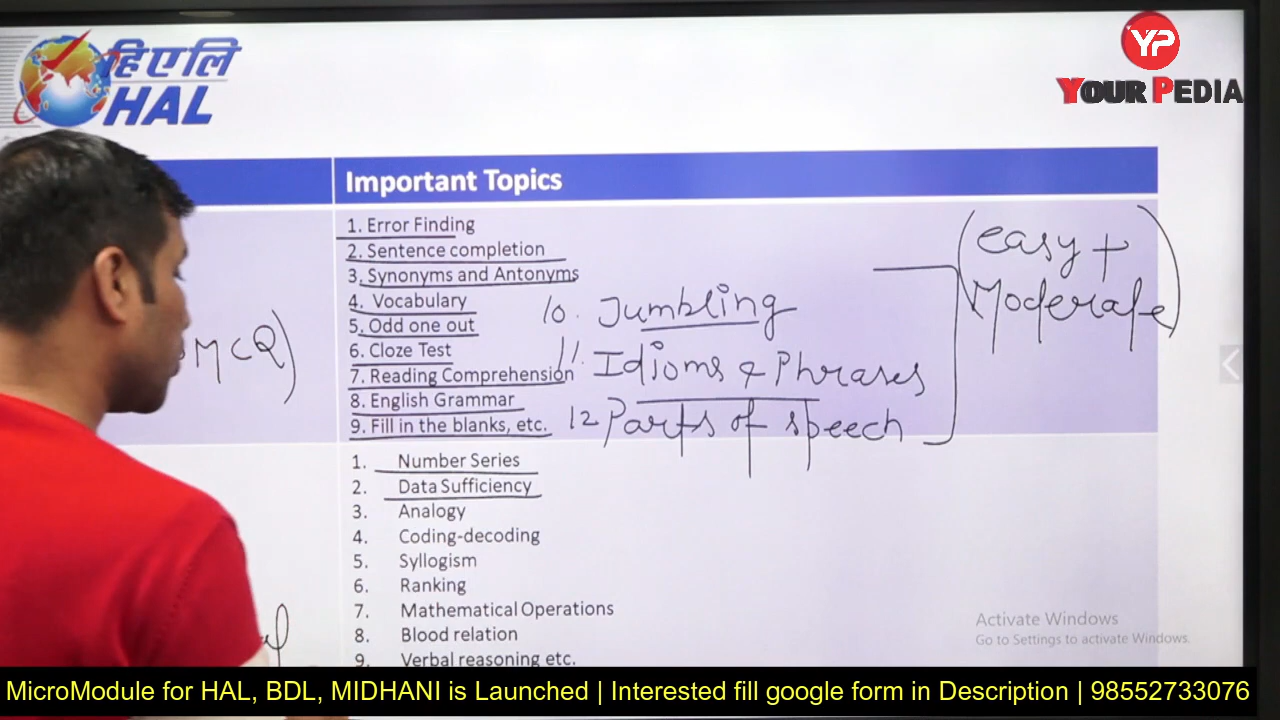 हिएलि
HAL
YP
YOUR PEDIA
Important Topics
1. Error Finding
2. Sentence completion
3. Synonyms and Antonyms
4. Vocabulary
5. Odd one out
6. Cloze Test
7. Reading Comprehension
8. English Grammar
9. Fill in the blanks, etc.
10. Jumbling
11. Idioms & Phrases
12 Parts of speech
(easy +
Moderate)
MCQ)
1. Number Series
2. Data Sufficiency
3. Analogy
4. Coding-decoding
5. Syllogism
6. Ranking
7. Mathematical Operations
8. Blood relation
9. Verbal reasoning etc.
Activate Windows
Go to Settings to activate Windows.
MicroModule for HAL, BDL, MIDHANI is Launched | Interested fill google form in Description | 98552733076